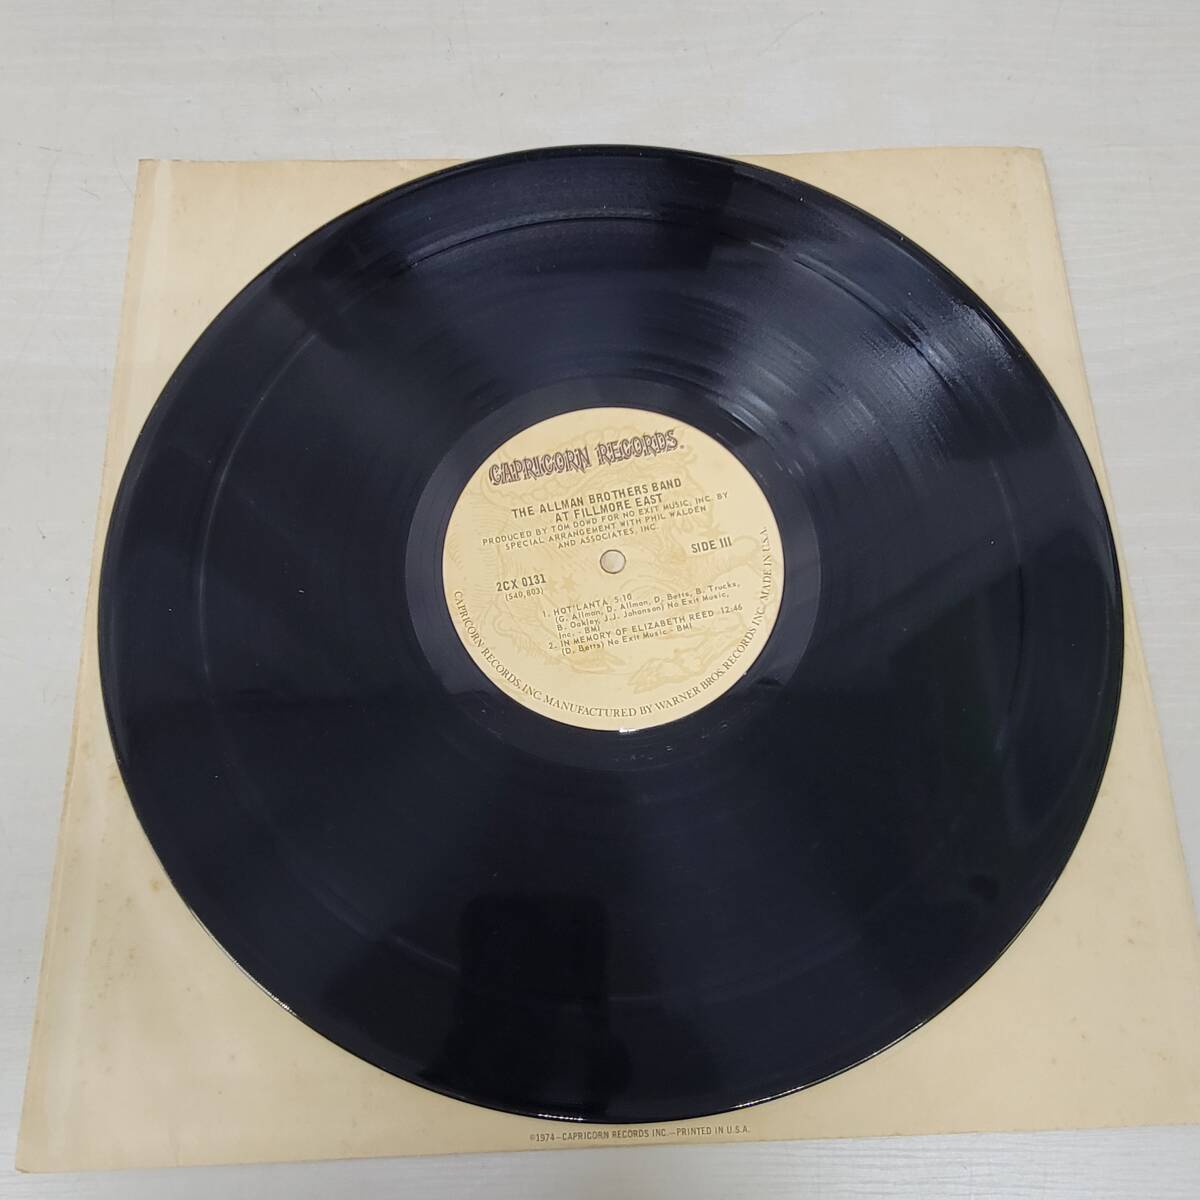 CAPRICORN RECORDS.
THE ALLMAN BROTHERS BAND
AT FILLMORE EAST
PRODUCED BY TOM DOWD FOR NO EXIT MUSIC, INC. BY
SPECIAL ARRANGEMENT WITH PHIL WALDEN
AND ASSOCIATES, INC.
SIDE III
2CX 0131
(S40,803)
1. HOT'LANTA 5:10
(G. Allman, D. Allman, D. Betts, B. Trucks,
B. Oakley, J.J. Johanson) No Exit Music,
Inc. - BMI
2. IN MEMORY OF ELIZABETH REED 12:46
(D. Betts) No Exit Music - BMI
CAPRICORN RECORDS, INC. MANUFACTURED BY WARNER BROS. RECORDS INC. MADE IN U.S.A.
©1974—CAPRICORN RECORDS INC.—PRINTED IN U.S.A.